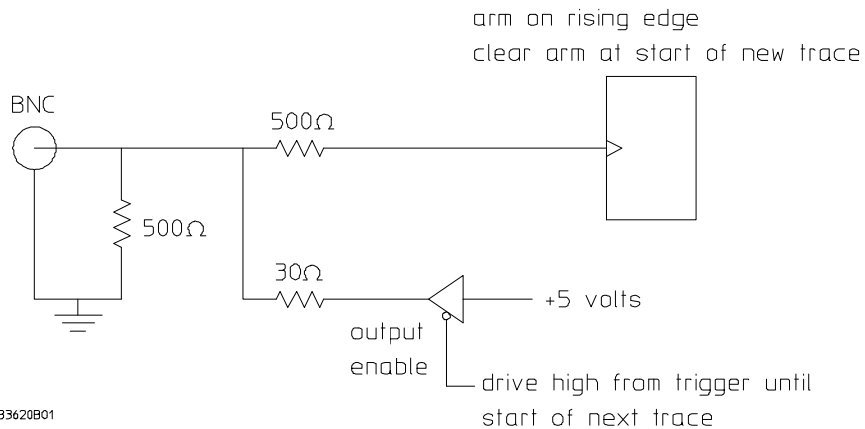 arm on rising edge
clear arm at start of new trace
BNC
500Ω
500Ω
30Ω
+5 volts
output
enable
drive high from trigger until
start of next trace
33620B01